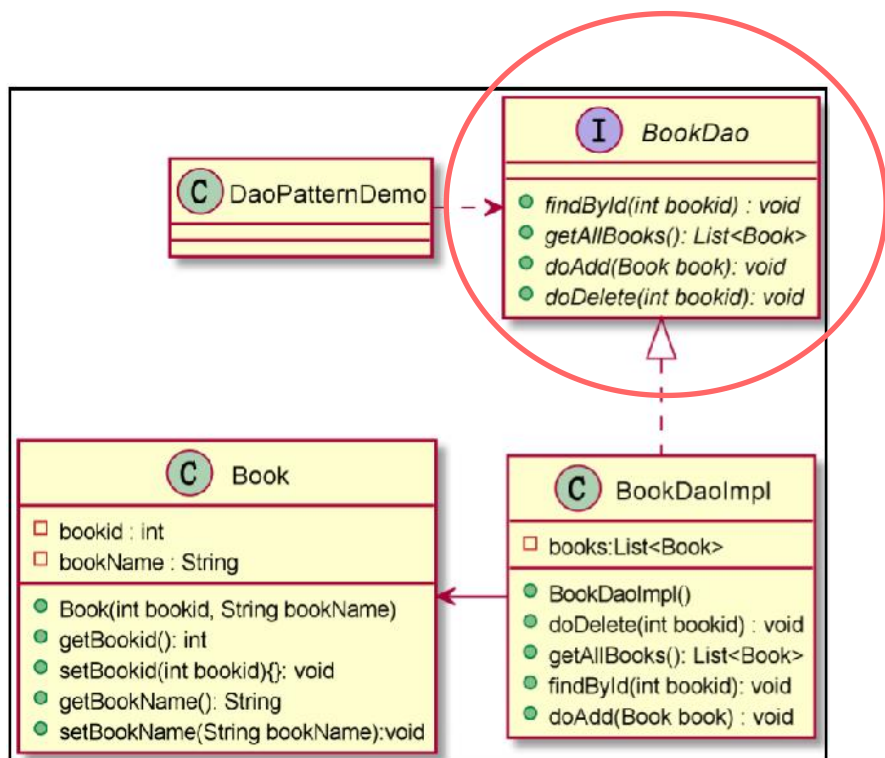 I BookDao
findById(int bookid) : void
getAllBooks(): List<Book>
doAdd(Book book): void
doDelete(int bookid): void
C DaoPatternDemo
C Book
bookid : int
bookName : String
Book(int bookid, String bookName)
getBookid(): int
setBookid(int bookid){}: void
getBookName(): String
setBookName(String bookName):void
C BookDaoImpl
books:List<Book>
BookDaoImpl()
doDelete(int bookid) : void
getAllBooks(): List<Book>
findById(int bookid): void
doAdd(Book book) : void